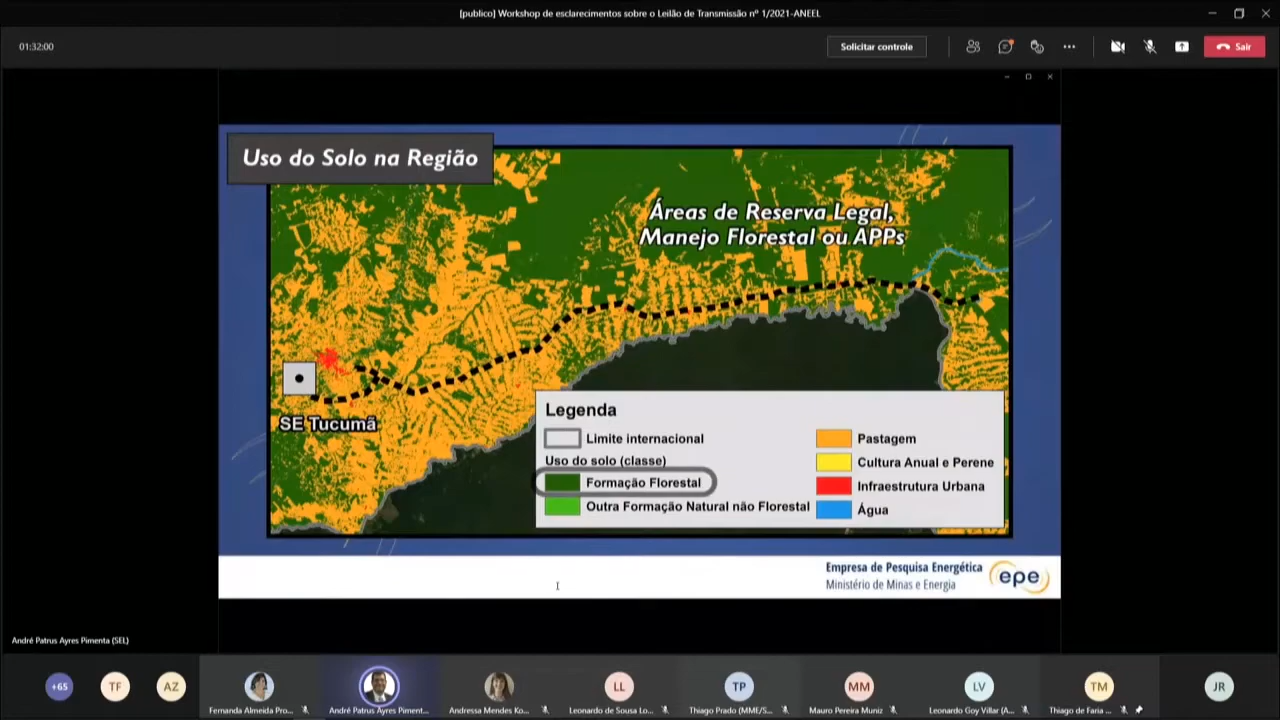 [publico] Workshop de esclarecimentos sobre o Leilão de Transmissão nº 1/2021-ANEEL
01:32:00
Solicitar controle
Sair
Uso do Solo na Região
Áreas de Reserva Legal,
Manejo Florestal ou APPs
SE Tucumã
Legenda
Limite internacional
Uso do solo (classe)
Formação Florestal
Outra Formação Natural não Florestal
Pastagem
Cultura Anual e Perene
Infraestrutura Urbana
Água
Empresa de Pesquisa Energética
Ministério de Minas e Energia
epe
André Patrus Ayres Pimenta (SEL)
+65
TF
AZ
LL
TP
MM
LV
TM
JR
Fernanda Almeida Pro...
André Patrus Ayres Piment...
Andressa Mendes Ko...
Leonardo de Sousa Lo...
Thiago Prado (MME/S...
Mauro Pereira Muniz
Leonardo Goy Villar (A...
Thiago de Faria ...